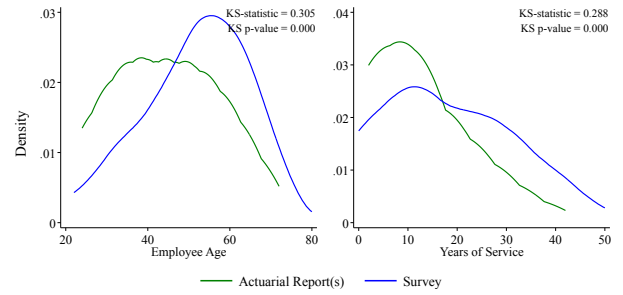 KS-statistic = 0.305
KS p-value = 0.000
.03
.02
.01
0
Density
20 40 60 80
Employee Age
KS-statistic = 0.288
KS p-value = 0.000
.04
.03
.02
.01
0
0 10 20 30 40 50
Years of Service
Actuarial Report(s) Survey